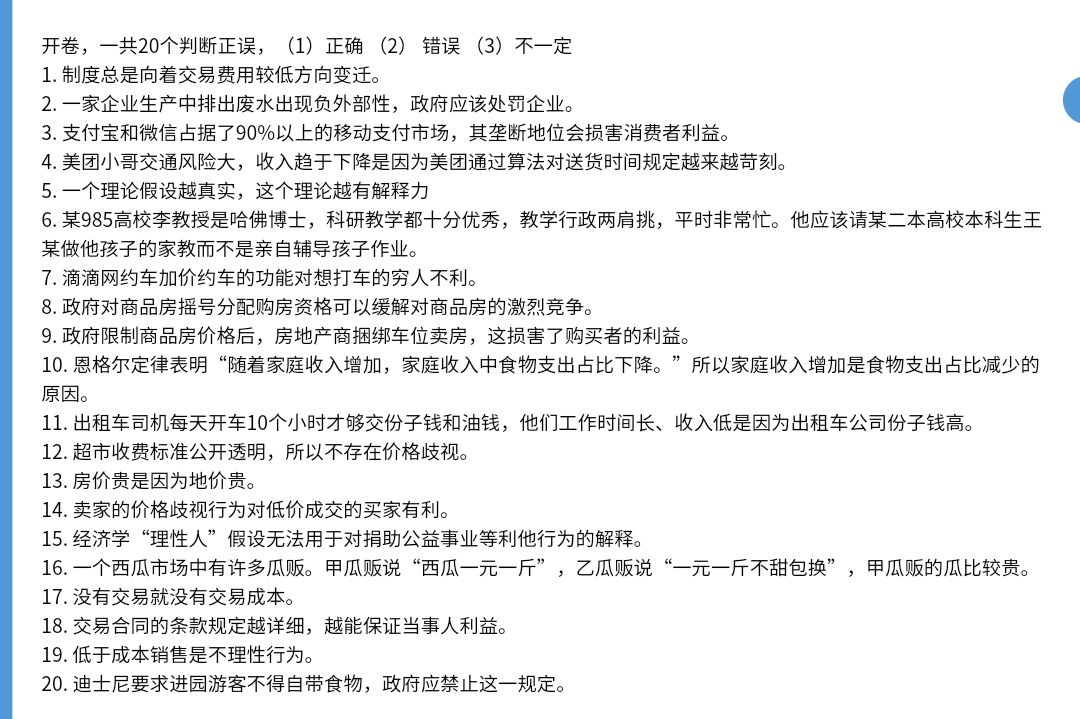 开卷，一共20个判断正误，（1）正确 （2） 错误 （3）不一定
1. 制度总是向着交易费用较低方向变迁。
2. 一家企业生产中排出废水出现负外部性，政府应该处罚企业。
3. 支付宝和微信占据了90%以上的移动支付市场，其垄断地位会损害消费者利益。
4. 美团小哥交通风险大，收入趋于下降是因为美团通过算法对送货时间规定越来越苛刻。
5. 一个理论假设越真实，这个理论越有解释力
6. 某985高校李教授是哈佛博士，科研教学都十分优秀，教学行政两肩挑，平时非常忙。他应该请某二本高校本科生王
某做他孩子的家教而不是亲自辅导孩子作业。
7. 滴滴网约车加价约车的功能对想打车的穷人不利。
8. 政府对商品房摇号分配购房资格可以缓解对商品房的激烈竞争。
9. 政府限制商品房价格后，房地产商捆绑车位卖房，这损害了购买者的利益。
10. 恩格尔定律表明“随着家庭收入增加，家庭收入中食物支出占比下降。”所以家庭收入增加是食物支出占比减少的
原因。
11. 出租车司机每天开车10个小时才够交份子钱和油钱，他们工作时间长、收入低是因为出租车公司份子钱高。
12. 超市收费标准公开透明，所以不存在价格歧视。
13. 房价贵是因为地价贵。
14. 卖家的价格歧视行为对低价成交的买家有利。
15. 经济学“理性人”假设无法用于对捐助公益事业等利他行为的解释。
16. 一个西瓜市场中有许多瓜贩。甲瓜贩说“西瓜一元一斤”，乙瓜贩说“一元一斤不甜包换”，甲瓜贩的瓜比较贵。
17. 没有交易就没有交易成本。
18. 交易合同的条款规定越详细，越能保证当事人利益。
19. 低于成本销售是不理性行为。
20. 迪士尼要求进园游客不得自带食物，政府应禁止这一规定。